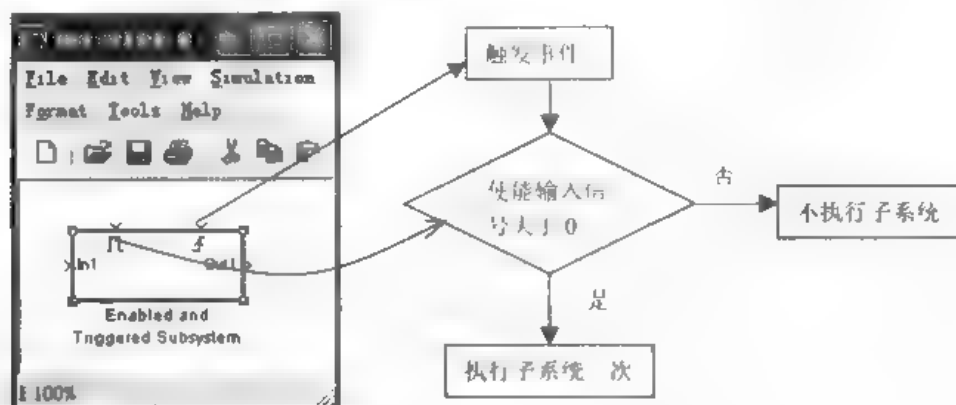 File Edit View Simulation
Format Tools Help
In1
Out1
Enabled and
Triggered Subsystem
100%
触发事件
使能输入信
号大于 0
否
不执行子系统
是
执行子系统一次